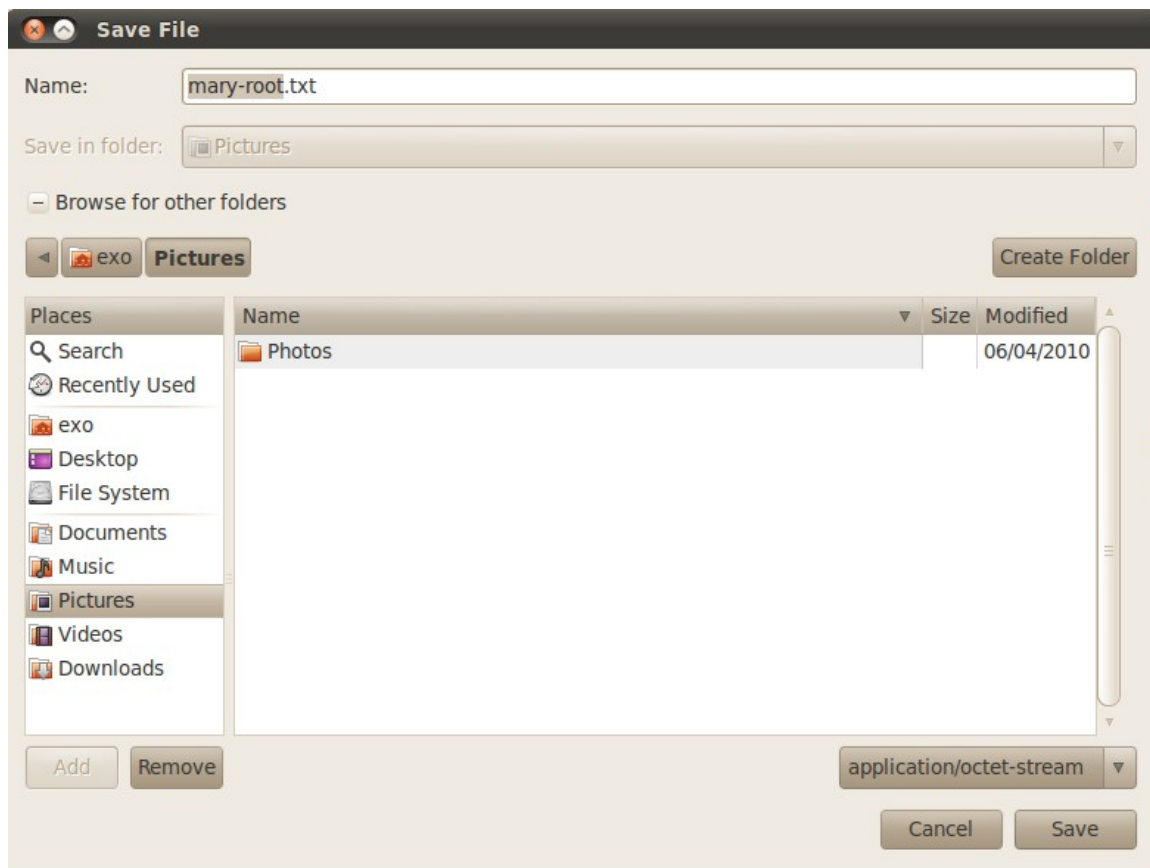 Save File
Name: mary-root.txt
Save in folder: Pictures
Browse for other folders
exo Pictures Create Folder
Places Name Size Modified
Search Photos 06/04/2010
Recently Used
exo
Desktop
File System
Documents
Music
Pictures
Videos
Downloads
Add Remove application/octet-stream
Cancel Save